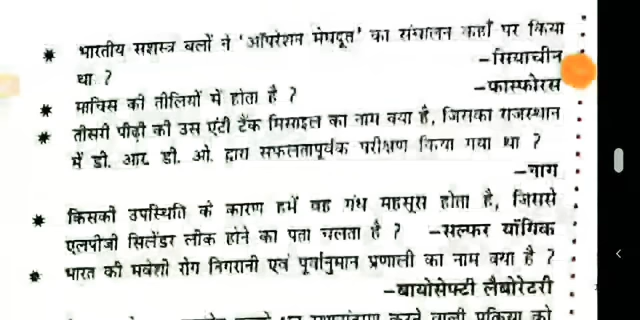 * भारतीय सशस्त्र बलों ने 'ऑपरेशन मेघदूत' का संचालन कहाँ पर किया
था ? –सियाचीन
* माचिस की तीलियों में होता है ? –फास्फोरस
* तीसरी पीढ़ी की उस एंटी टैंक मिसाइल का नाम क्या है, जिसका राजस्थान
में डी. आर. डी. ओ. द्वारा सफलतापूर्वक परीक्षण किया गया था ?
–नाग
* किसकी उपस्थिति के कारण हमें वह गंध महसूस होता है, जिससे
एलपीजी सिलेंडर लीक होने का पता चलता है ? –सल्फर यौगिक
* भारत की मवेशी रोग निगरानी एवं पूर्वानुमान प्रणाली का नाम क्या है ?
–बायोसेफ्टी लैबोरेटरी
करने वाली प्रक्रिया को